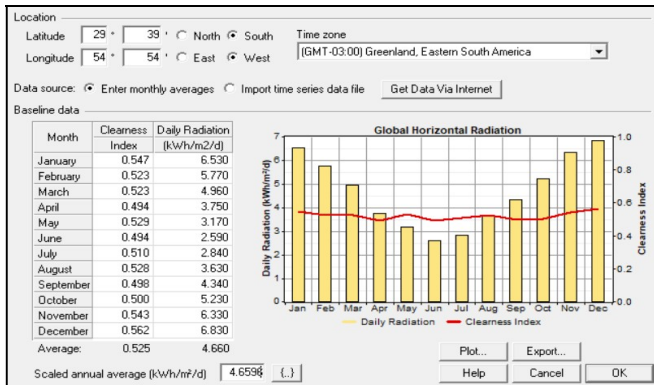 Location
Latitude 29 ° 39 ' North South Time zone
Longitude 54 ° 54 ' East West (GMT-03:00) Greenland, Eastern South America
Data source: Enter monthly averages Import time series data file Get Data Via Internet
Baseline data
Month Clearness Index Daily Radiation (kWh/m2/d)
January 0.547 6.530
February 0.523 5.770
March 0.523 4.960
April 0.494 3.750
May 0.529 3.170
June 0.494 2.590
July 0.510 2.840
August 0.528 3.630
September 0.498 4.340
October 0.500 5.230
November 0.543 6.330
December 0.562 6.830
Average: 0.525 4.660
Scaled annual average (kWh/m²/d) 4.6596 {..}
Global Horizontal Radiation
Daily Radiation (kWh/m²/d)
7
6
5
4
3
2
1
0
Jan Feb Mar Apr May Jun Jul Aug Sep Oct Nov Dec
1.0
0.8
0.6
0.4
0.2
0.0
Clearness Index
Daily Radiation Clearness Index
Plot... Export...
Help Cancel OK